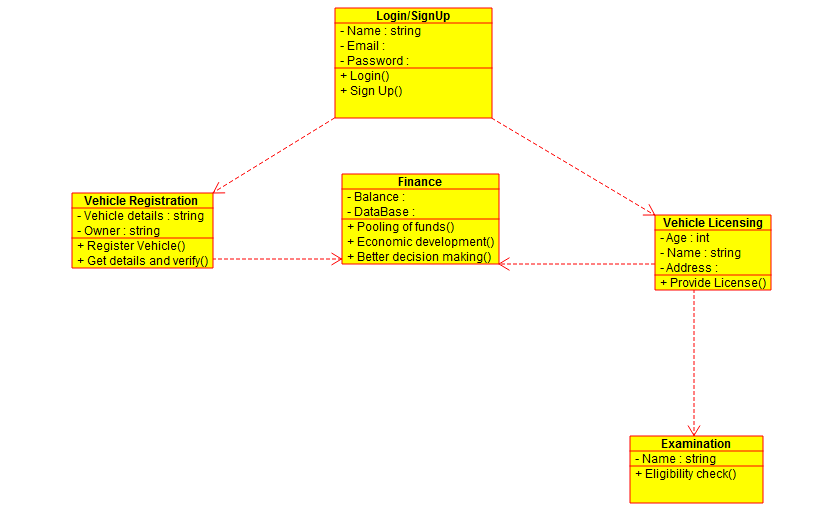 Login/SignUp
- Name : string
- Email :
- Password :
+ Login()
+ Sign Up()
Vehicle Registration
- Vehicle details : string
- Owner : string
+ Register Vehicle()
+ Get details and verify()
Finance
- Balance :
- DataBase :
+ Pooling of funds()
+ Economic development()
+ Better decision making()
Vehicle Licensing
- Age : int
- Name : string
- Address :
+ Provide License()
Examination
- Name : string
+ Eligibility check()